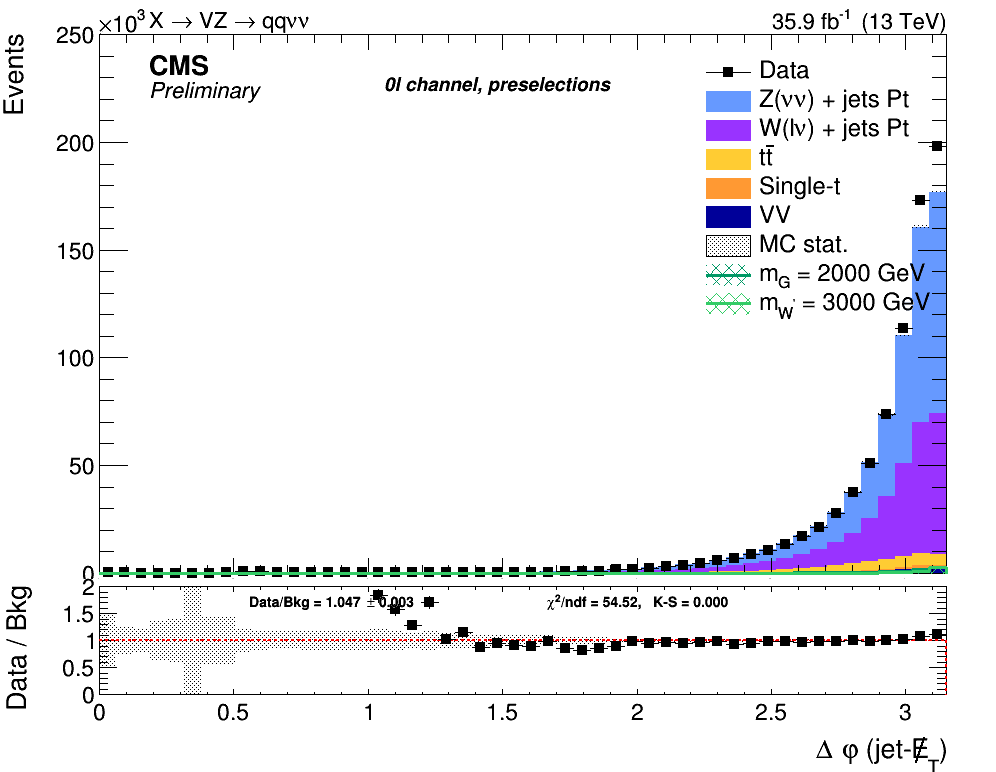 ×10³ X → VZ → qqνν 35.9 fb⁻¹ (13 TeV)
Events
250
200
150
100
50
0
CMS
Preliminary
0l channel, preselections
Data
Z(νν) + jets Pt
W(lν) + jets Pt
tt̄
Single-t
VV
MC stat.
m_G = 2000 GeV
m_W' = 3000 GeV
Data / Bkg
2
1.5
1
0.5
0
Data/Bkg = 1.047 ± 0.003 χ²/ndf = 54.52, K-S = 0.000
0 0.5 1 1.5 2 2.5 3
Δ φ (jet-E̸_T)